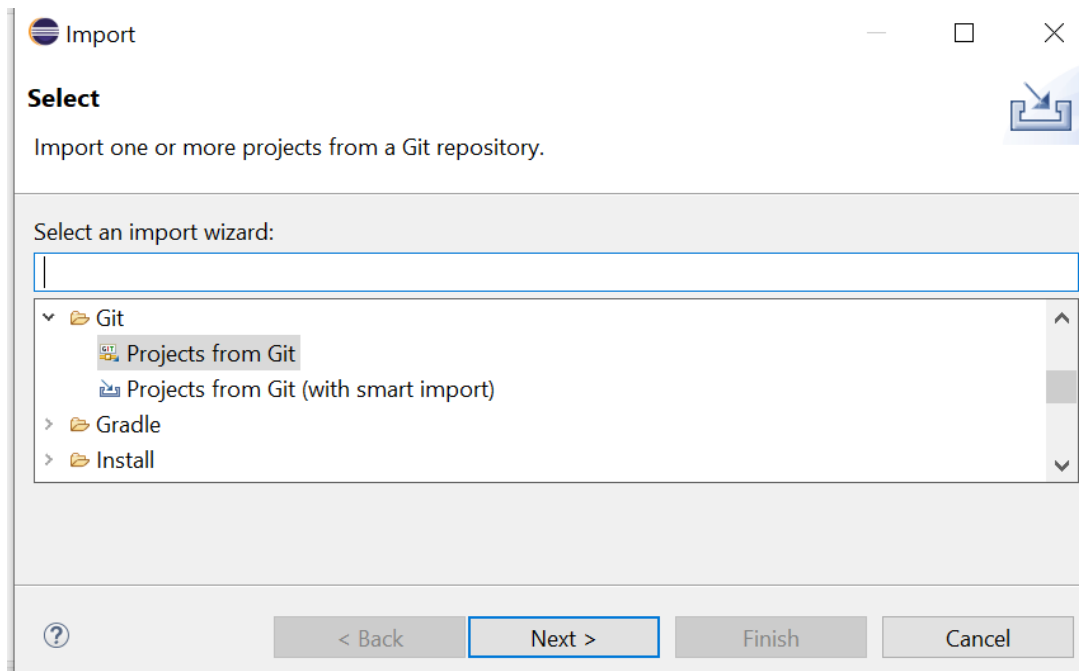 Import
Select
Import one or more projects from a Git repository.
Select an import wizard:
Git
GIT Projects from Git
Projects from Git (with smart import)
Gradle
Install
? < Back Next > Finish Cancel